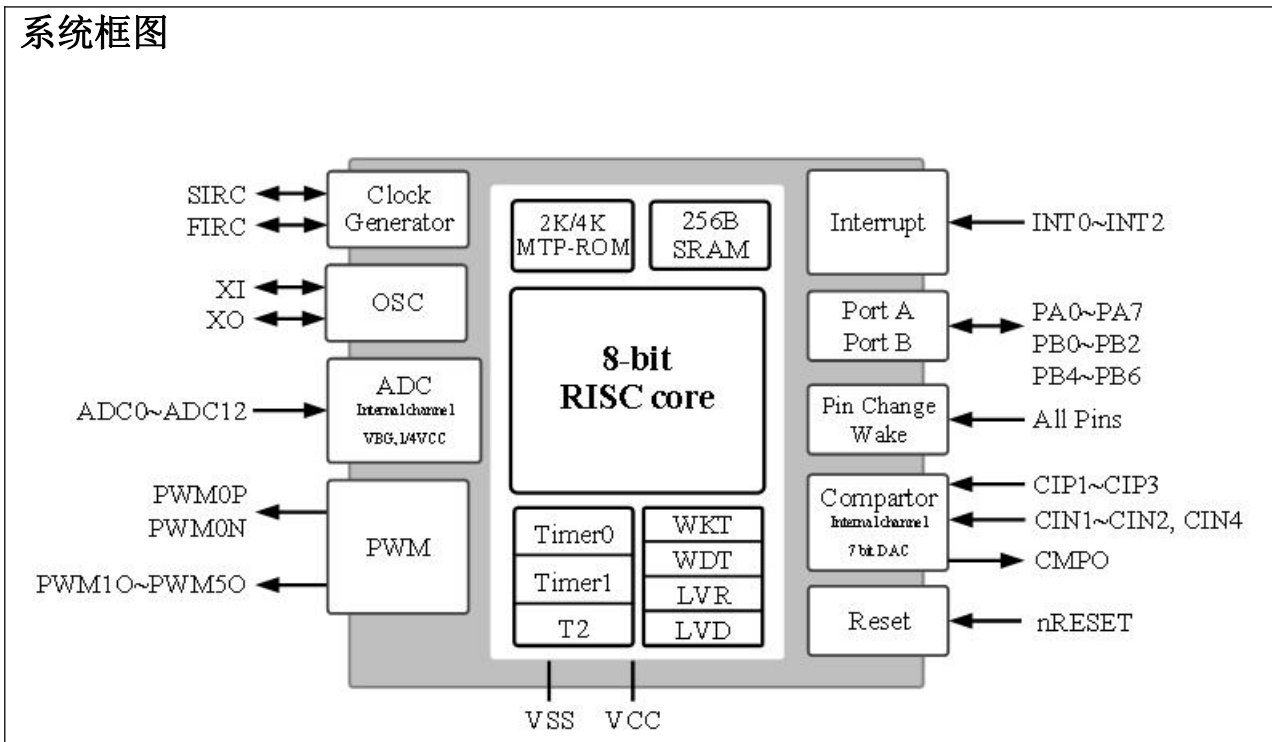 系统框图
SIRC
FIRC
Clock
Generator
XI
XO
OSC
ADC0~ADC12
ADC
Internal channel
VBG, 1/4VCC
PWM0P
PWM0N
PWM1O~PWM5O
PWM
2K/4K
MTP-ROM
256B
SRAM
8-bit
RISC core
Timer0
Timer1
T2
WKT
WDT
LVR
LVD
VSS
VCC
Interrupt
INT0~INT2
Port A
Port B
PA0~PA7
PB0~PB2
PB4~PB6
Pin Change
Wake
All Pins
Compartor
Internal channel
7 bit DAC
CIP1~CIP3
CIN1~CIN2, CIN4
CMPO
Reset
nRESET